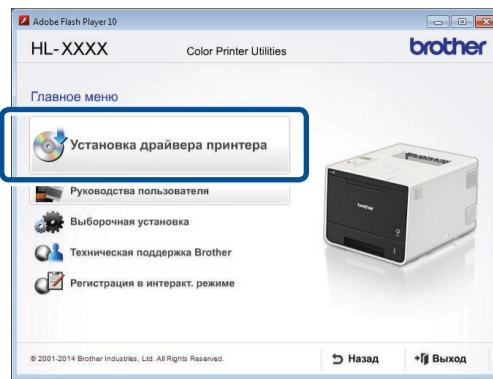 Adobe Flash Player 10
HL-XXXX
Color Printer Utilities
brother
Главное меню
Установка драйвера принтера
Руководства пользователя
Выборочная установка
Техническая поддержка Brother
Регистрация в интеракт. режиме
brother
© 2001-2014 Brother Industries, Ltd. All Rights Reserved.
Назад
Выход